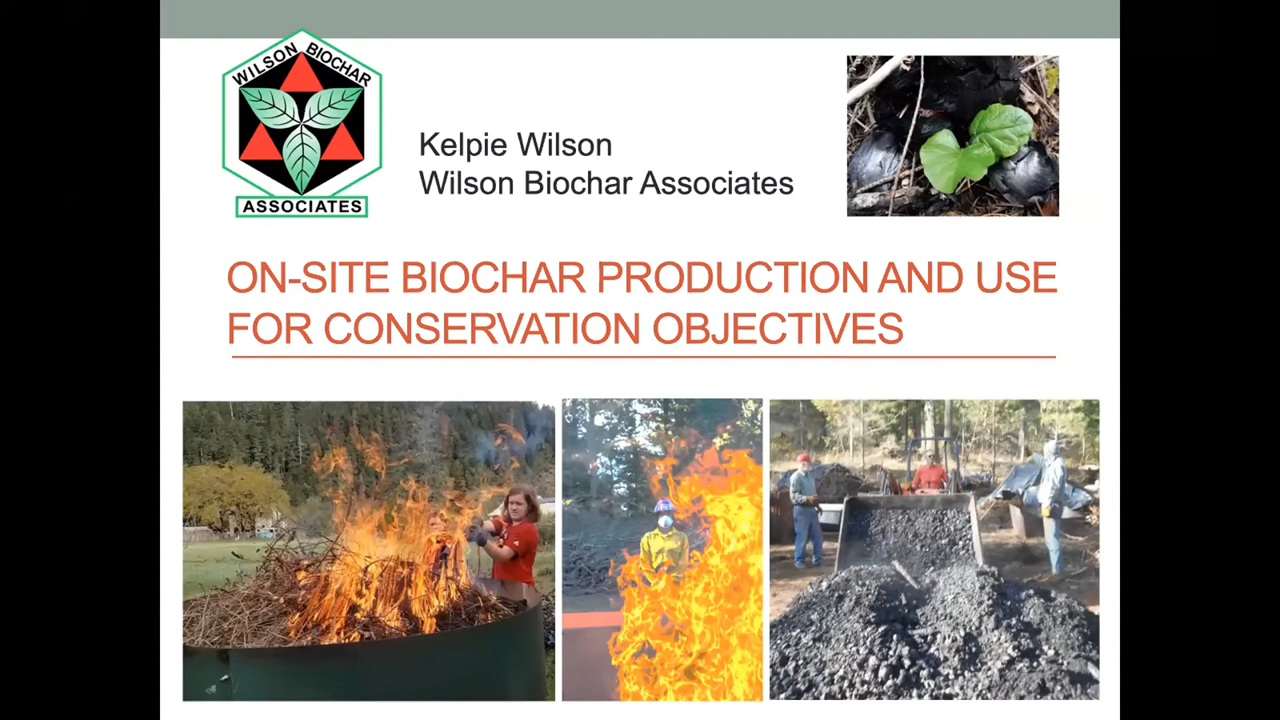 WILSON BIOCHAR
ASSOCIATES
Kelpie Wilson
Wilson Biochar Associates
ON-SITE BIOCHAR PRODUCTION AND USE
FOR CONSERVATION OBJECTIVES